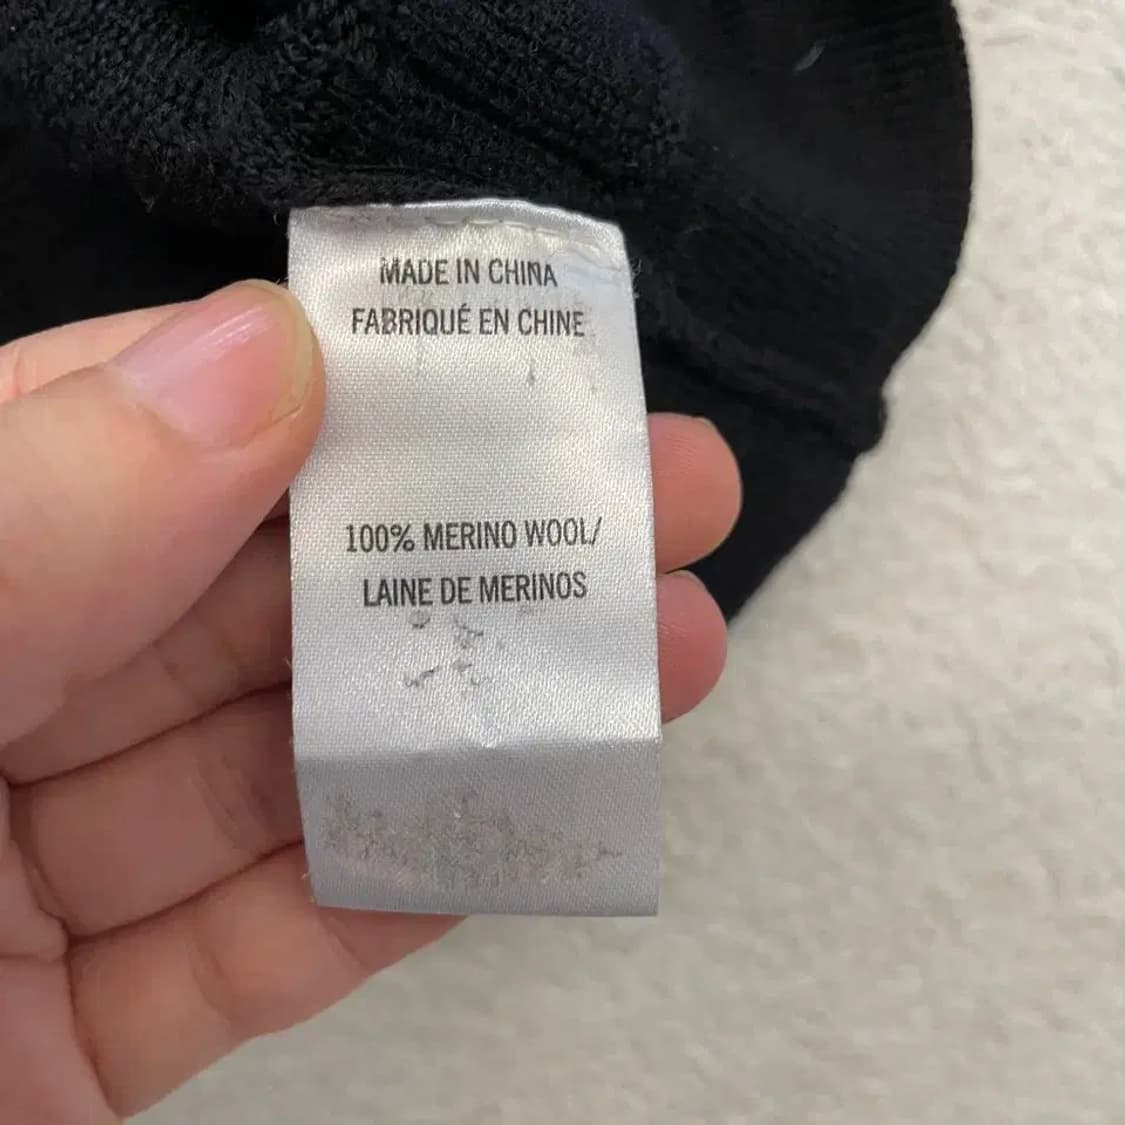 MADE IN CHINA
FABRIQUÉ EN CHINE
100% MERINO WOOL/
LAINE DE MERINOS